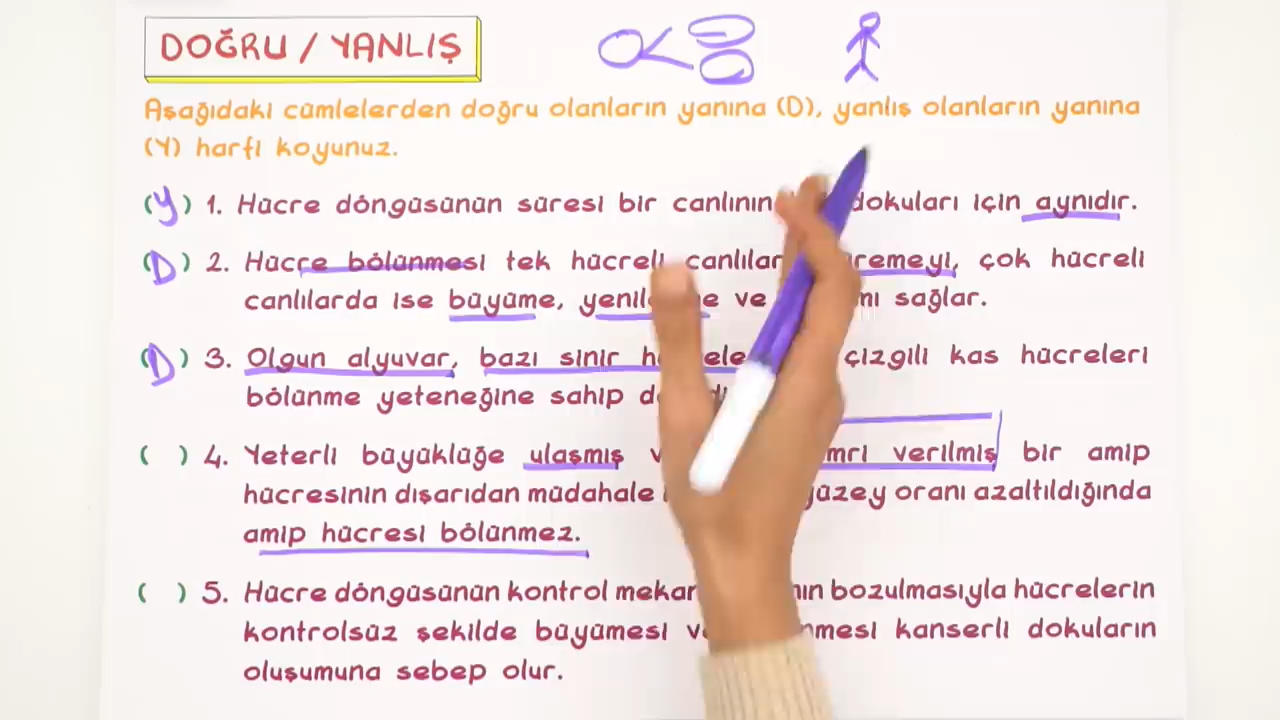 DOĞRU / YANLIŞ
Aşağıdaki cümlelerden doğru olanların yanına (D), yanlış olanların yanına
(Y) harfi koyunuz.
(Y) 1. Hücre döngüsünün süresi bir canlının dokuları için aynıdır.
(D) 2. Hücre bölünmesi tek hücreli canlılar üremeyi, çok hücreli
canlılarda ise büyüme, ve sağlar.
(D) 3. Olgun alyuvar, bazı sinir çizgili kas hücreleri
bölünme yeteneğine sahip
( ) 4. Yeterli büyüklüğe ulaşmış verilmiş bir amip
hücresinin dışarıdan müdahale yüzey oranı azaltıldığında
amip hücresi bölünmez.
( ) 5. Hücre döngüsünün kontrol bozulmasıyla hücrelerin
kontrolsüz şekilde büyümesi kanserli dokuların
oluşumuna sebep olur.